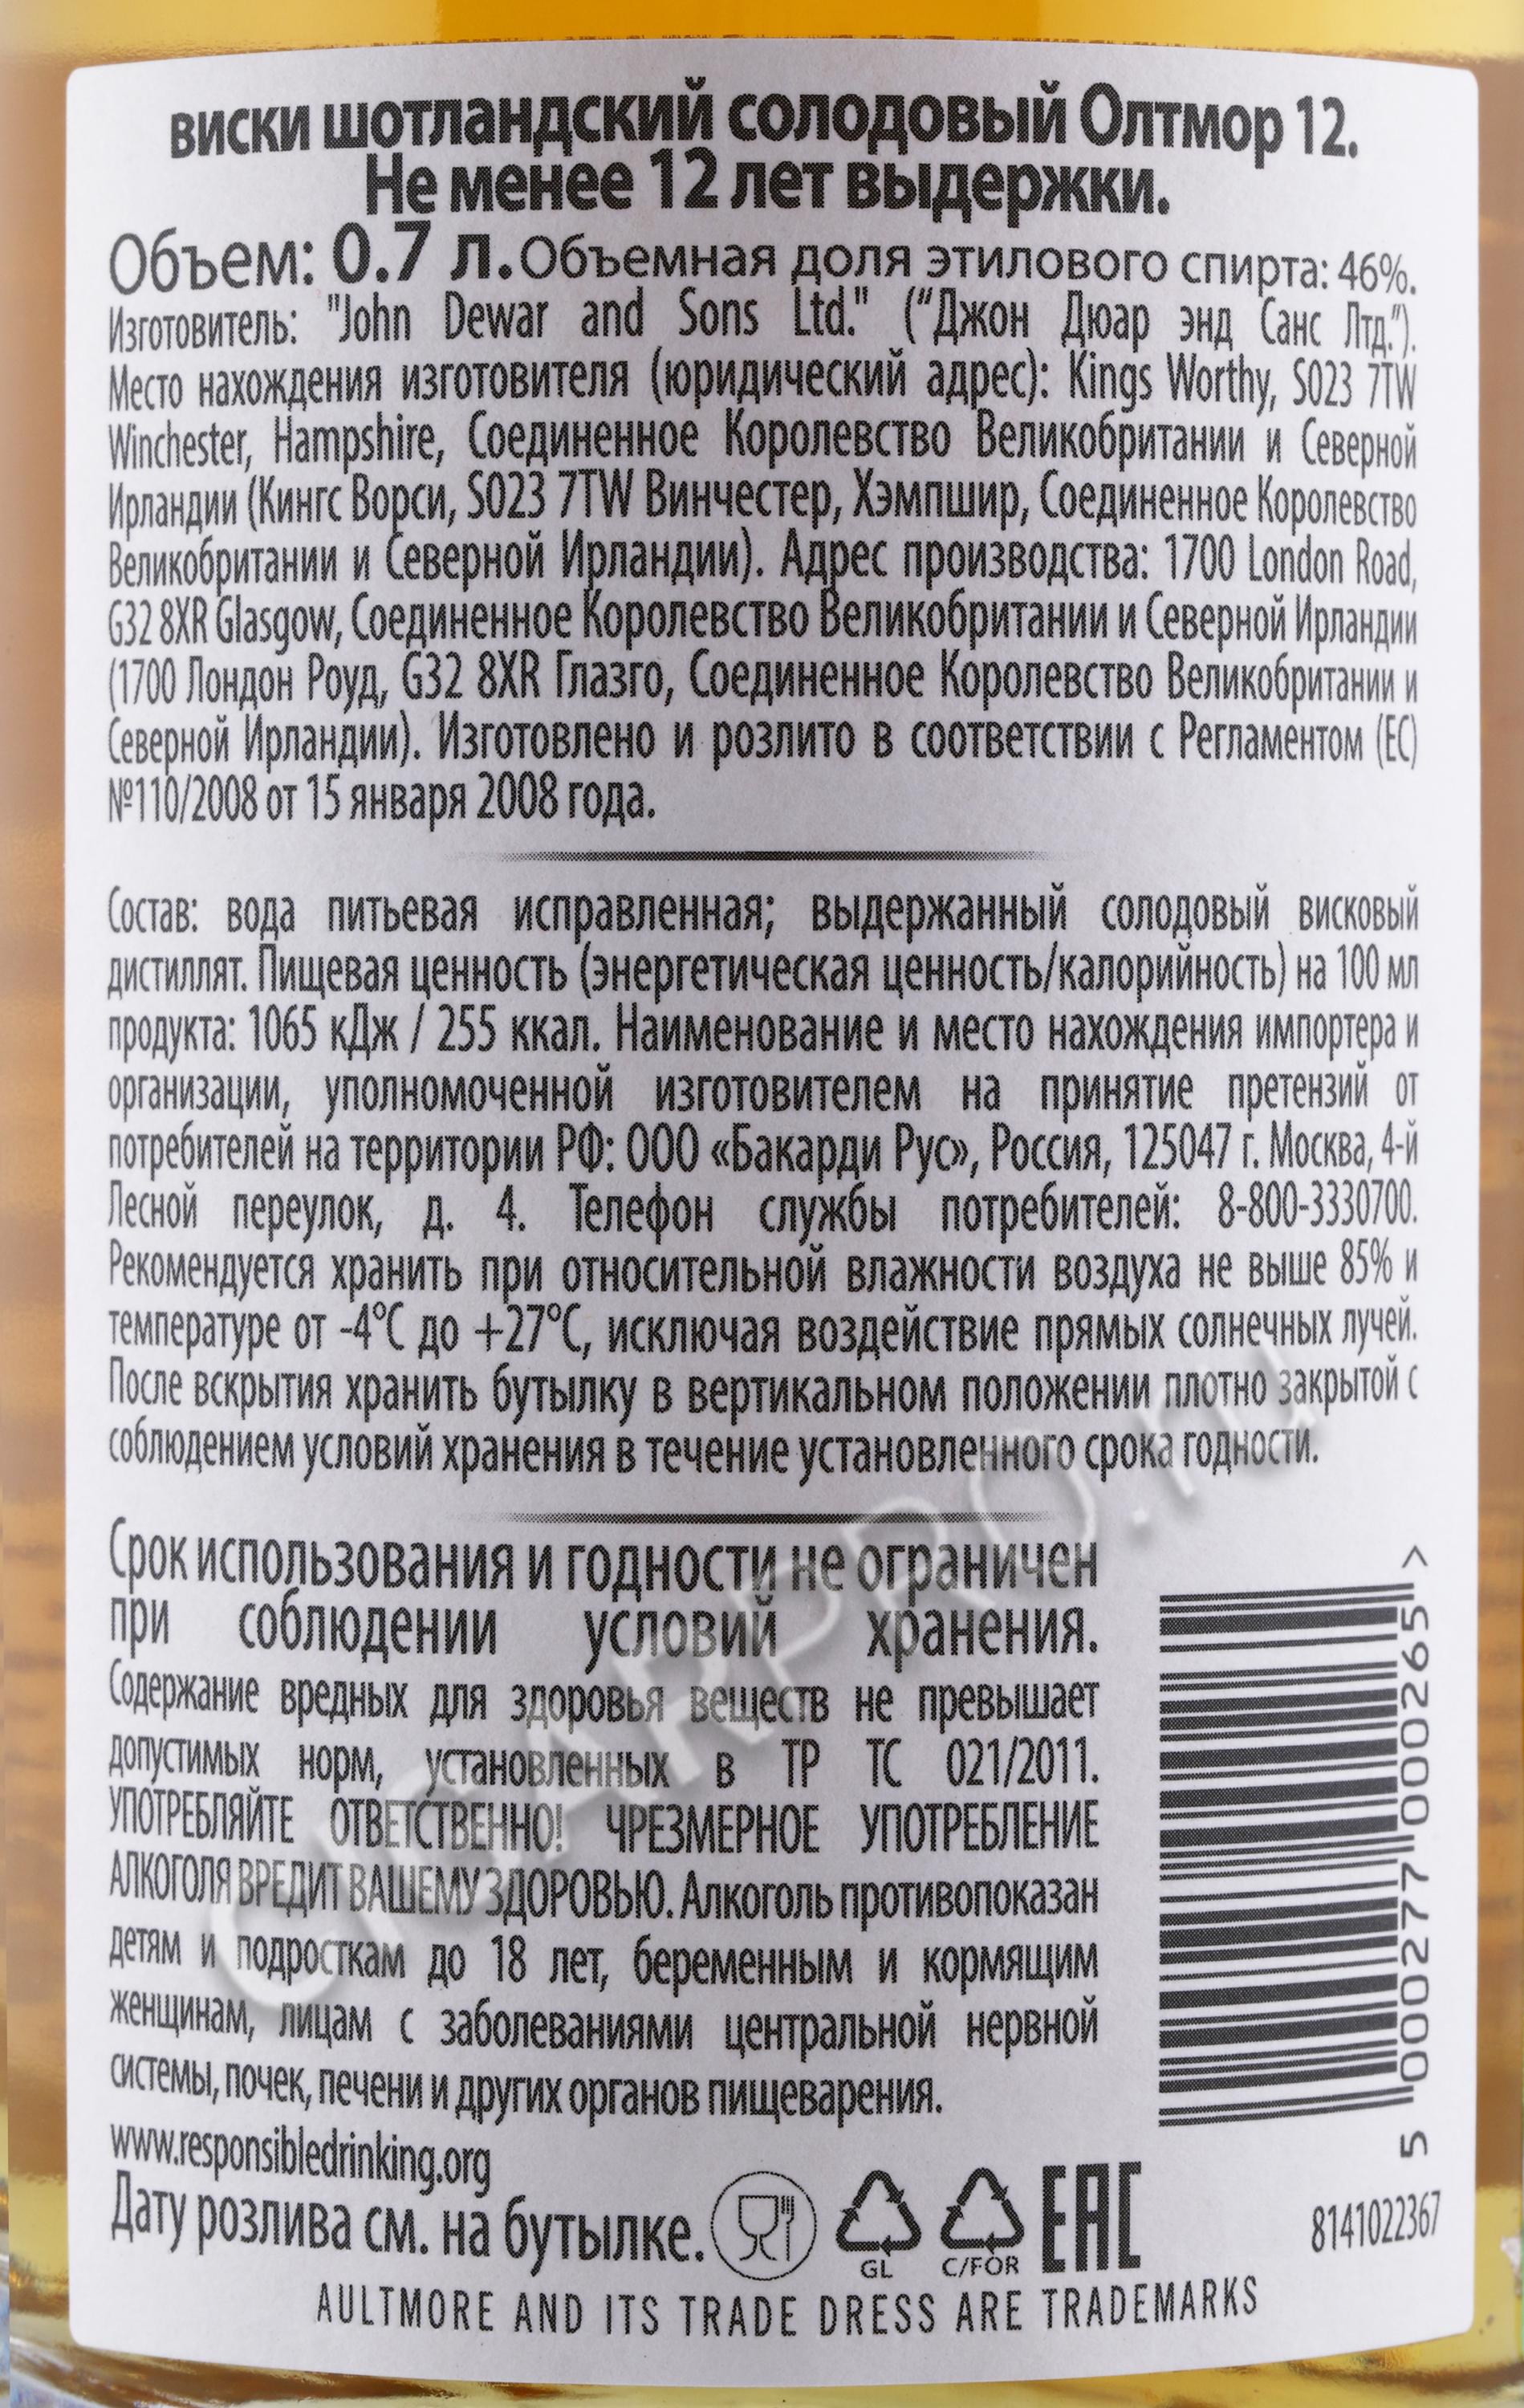 виски шотландский солодовый Олтмор 12.
Не менее 12 лет выдержки.
Объем: 0.7 л. Объемная доля этилового спирта: 46%.
Изготовитель: "John Dewar and Sons Ltd." (“Джон Дюар энд Санс Лтд.”).
Место нахождения изготовителя (юридический адрес): Kings Worthy, S023 7TW
Winchester, Hampshire, Соединенное Королевство Великобритании и Северной
Ирландии (Кингс Ворси, S023 7TW Винчестер, Хэмпшир, Соединенное Королевство
Великобритании и Северной Ирландии). Адрес производства: 1700 London Road,
G32 8XR Glasgow, Соединенное Королевство Великобритании и Северной Ирландии
(1700 Лондон Роуд, G32 8XR Глазго, Соединенное Королевство Великобритании и
Северной Ирландии). Изготовлено и розлито в соответствии с Регламентом (ЕС)
№110/2008 от 15 января 2008 года.
Состав: вода питьевая исправленная; выдержанный солодовый висковый
дистиллят. Пищевая ценность (энергетическая ценность/калорийность) на 100 мл
продукта: 1065 кДж / 255 ккал. Наименование и место нахождения импортера и
организации, уполномоченной изготовителем на принятие претензий от
потребителей на территории РФ: ООО «Бакарди Рус», Россия, 125047 г. Москва, 4-й
Лесной переулок, д. 4. Телефон службы потребителей: 8-800-3330700.
Рекомендуется хранить при относительной влажности воздуха не выше 85% и
температуре от -4°C до +27°C, исключая воздействие прямых солнечных лучей.
После вскрытия хранить бутылку в вертикальном положении плотно закрытой с
соблюдением условий хранения в течение установленного срока годности.
Срок использования и годности не ограничен
при соблюдении условий хранения.
Содержание вредных для здоровья веществ не превышает
допустимых норм, установленных в ТР ТС 021/2011.
УПОТРЕБЛЯЙТЕ ОТВЕТСТВЕННО! ЧРЕЗМЕРНОЕ УПОТРЕБЛЕНИЕ
АЛКОГОЛЯ ВРЕДИТ ВАШЕМУ ЗДОРОВЬЮ. Алкоголь противопоказан
детям и подросткам до 18 лет, беременным и кормящим
женщинам, лицам с заболеваниями центральной нервной
системы, почек, печени и других органов пищеварения.
www.responsibledrinking.org
Дату розлива см. на бутылке.
GL
C/FOR
EAC
5 000277 000265 >
8141022367
AULTMORE AND ITS TRADE DRESS ARE TRADEMARKS